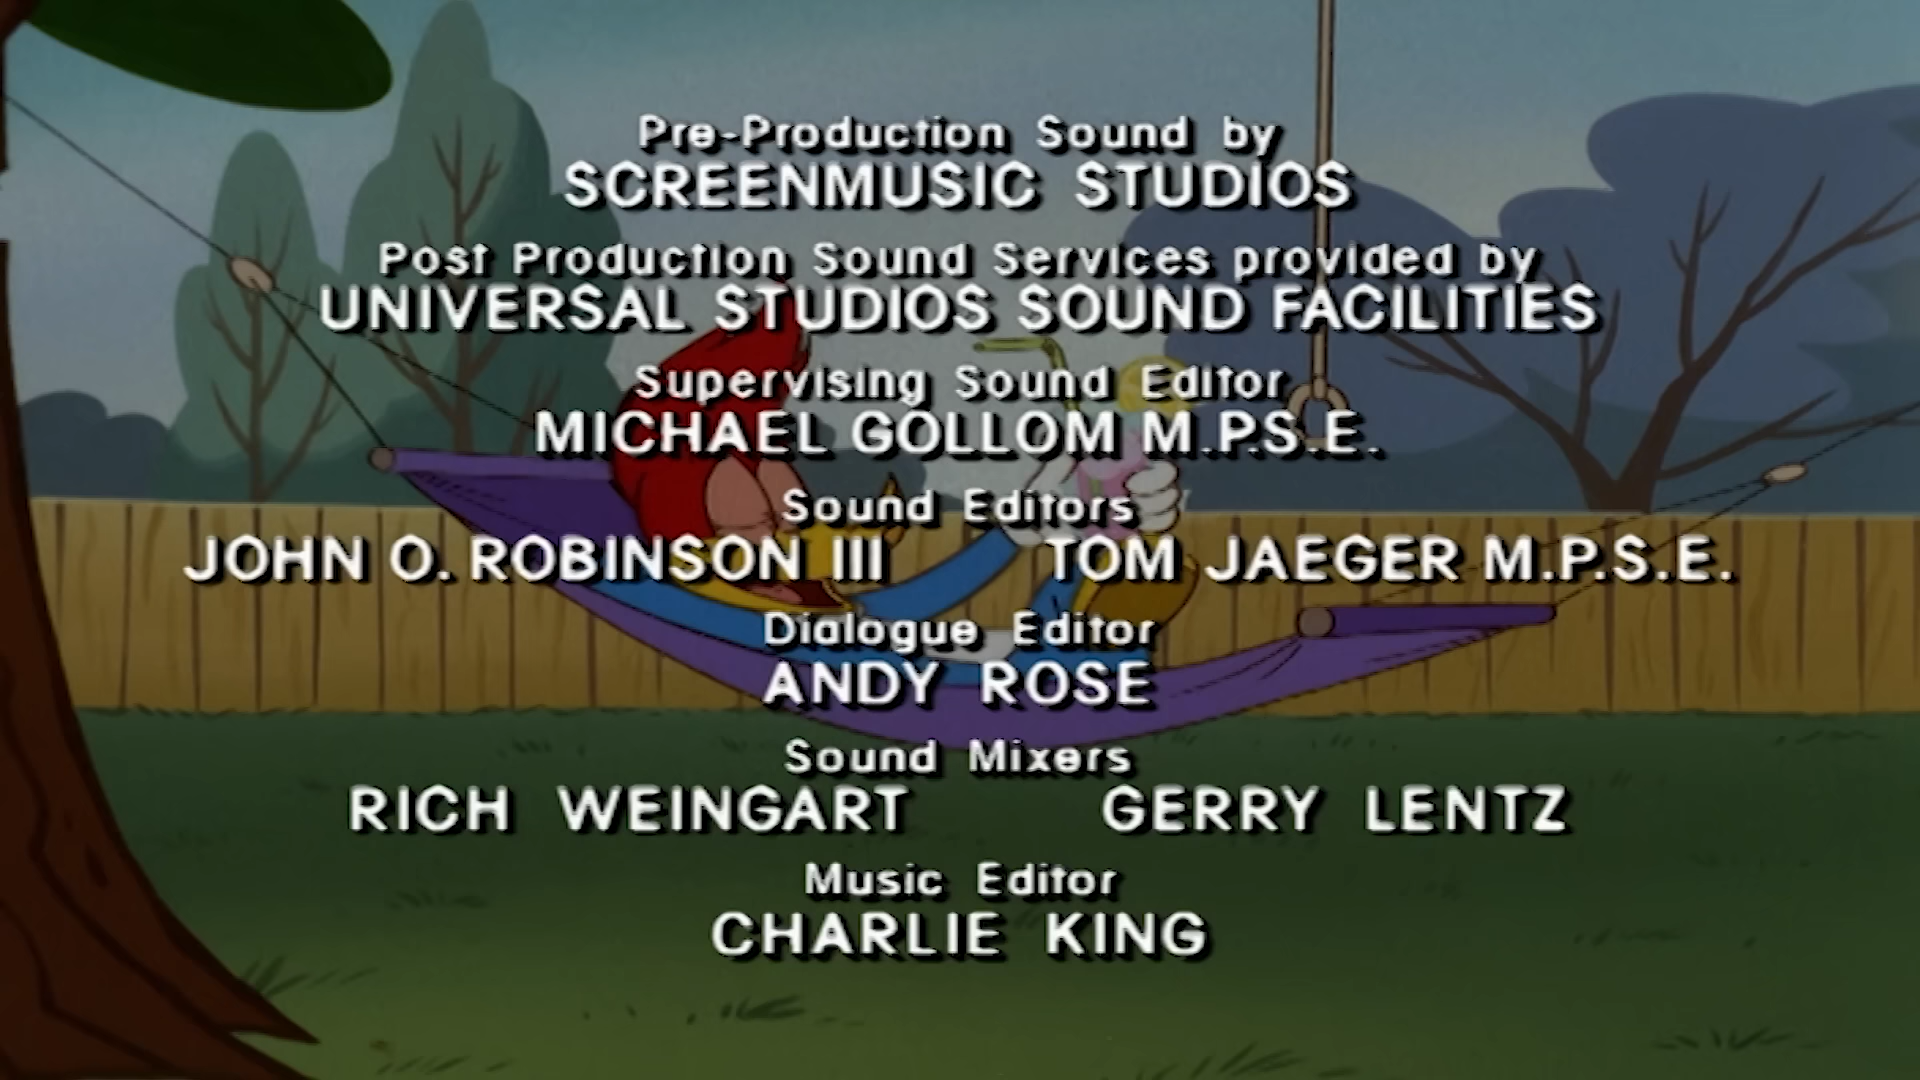 Pre-Production Sound by
SCREENMUSIC STUDIOS
Post Production Sound Services provided by
UNIVERSAL STUDIOS SOUND FACILITIES
Supervising Sound Editor
MICHAEL GOLLOM M.P.S.E.
Sound Editors
JOHN O. ROBINSON III TOM JAEGER M.P.S.E.
Dialogue Editor
ANDY ROSE
Sound Mixers
RICH WEINGART GERRY LENTZ
Music Editor
CHARLIE KING